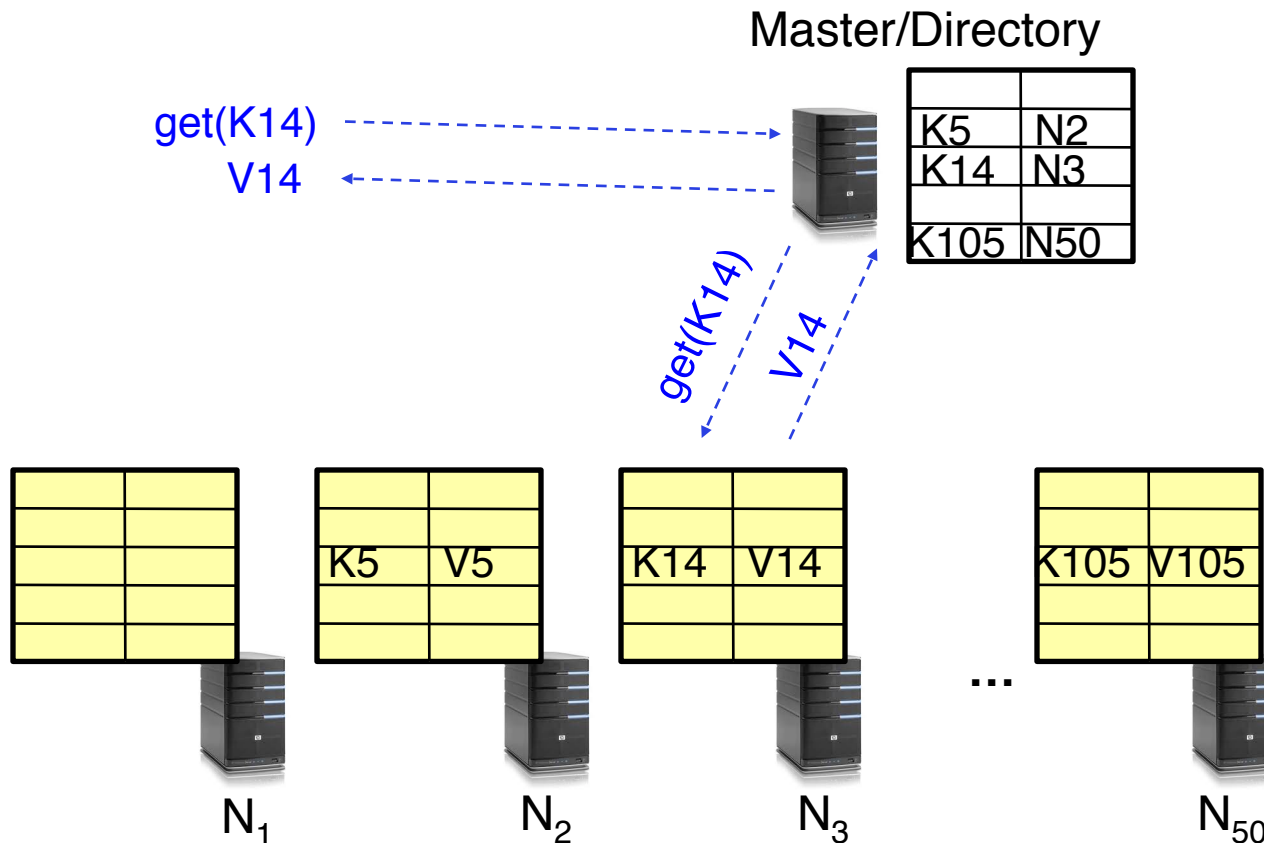 Master/Directory
get(K14)
V14
K5 N2
K14 N3
K105 N50
get(K14)
V14
K5 V5
K14 V14
K105 V105
...
N1
N2
N3
N50